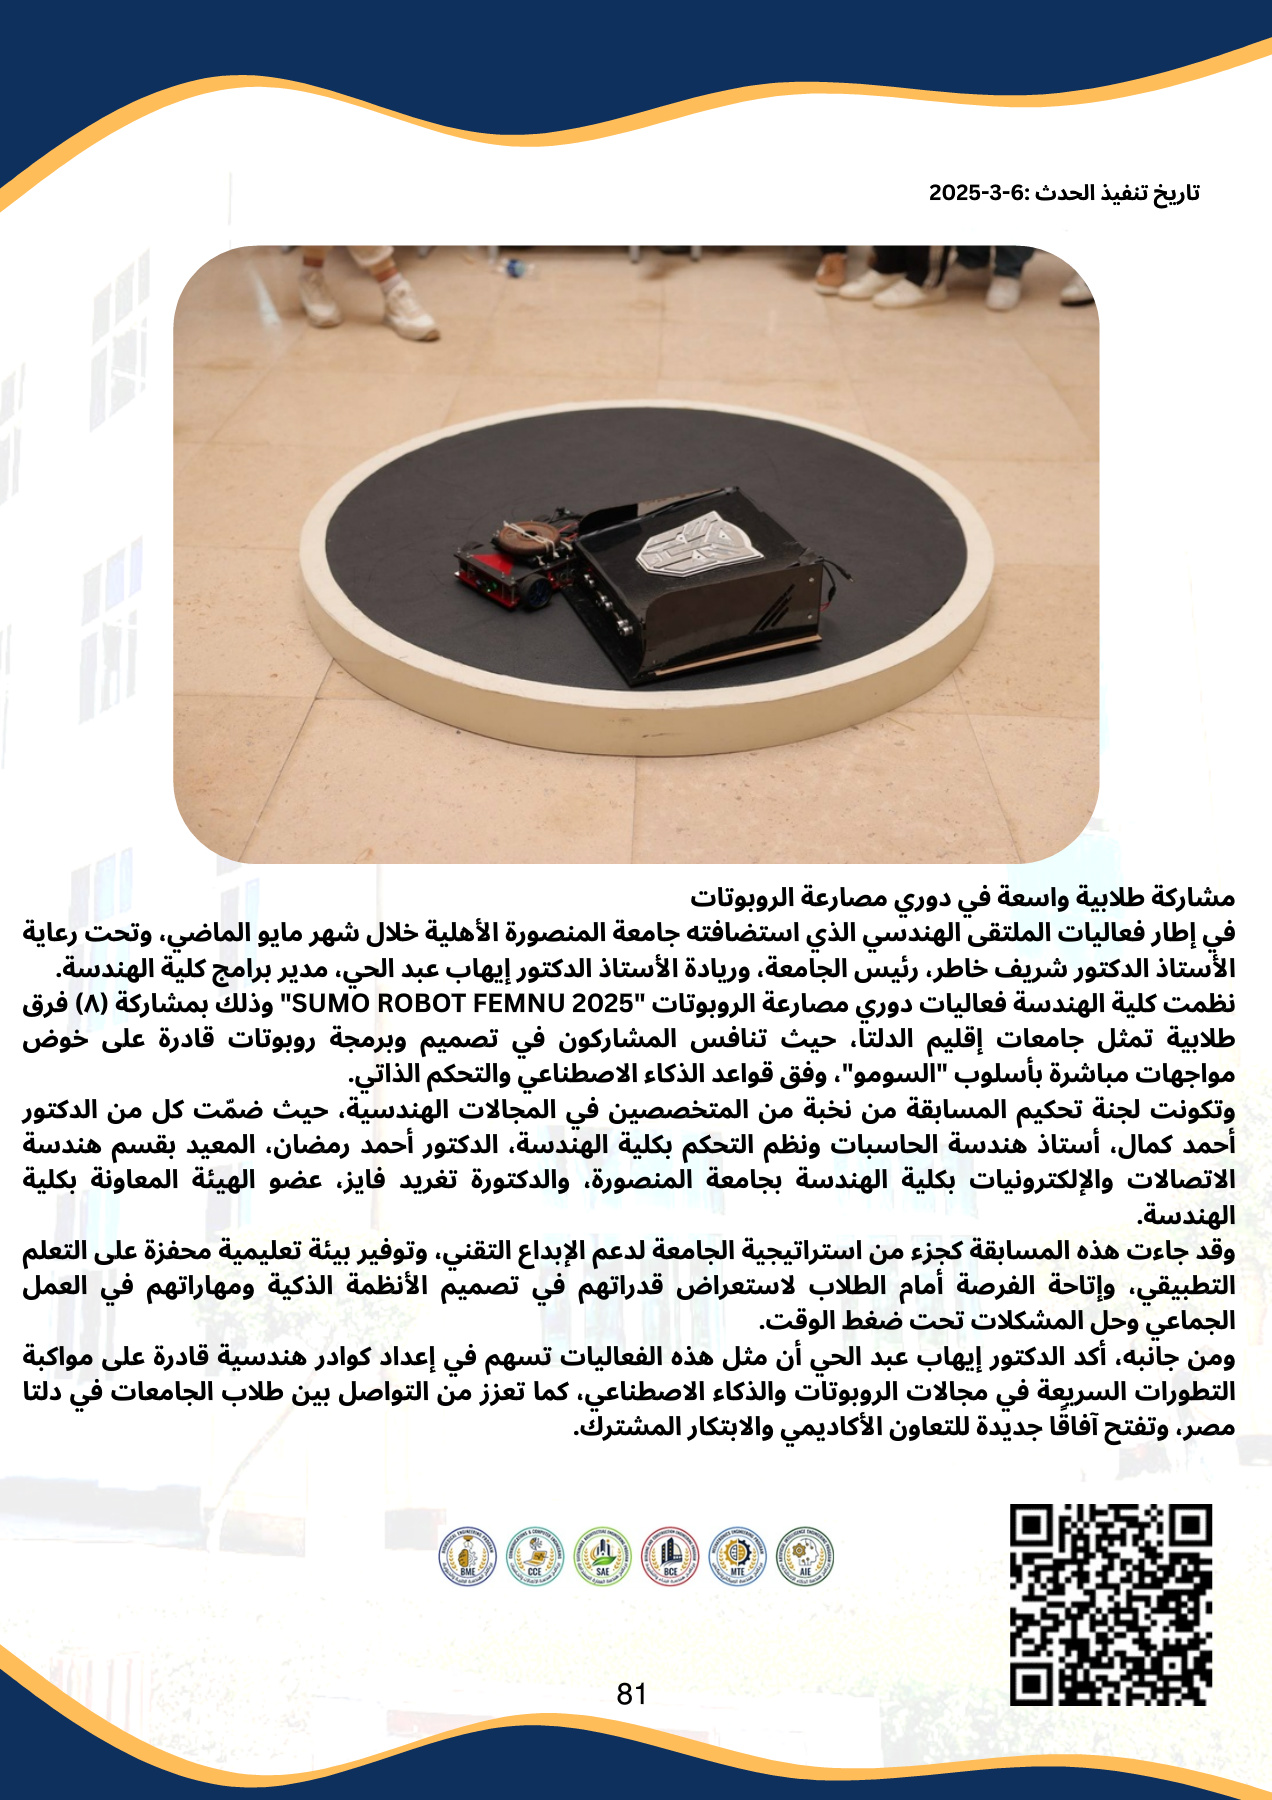 تاريخ تنفيذ الحدث :6-3-2025
مشاركة طلابية واسعة في دوري مصارعة الروبوتات
في إطار فعاليات الملتقى الهندسي الذي استضافته جامعة المنصورة الأهلية خلال شهر مايو الماضي، وتحت رعاية
الأستاذ الدكتور شريف خاطر، رئيس الجامعة، وريادة الأستاذ الدكتور إيهاب عبد الحي، مدير برامج كلية الهندسة.
نظمت كلية الهندسة فعاليات دوري مصارعة الروبوتات "SUMO ROBOT FEMNU 2025" وذلك بمشاركة (٨) فرق
طلابية تمثل جامعات إقليم الدلتا، حيث تنافس المشاركون في تصميم وبرمجة روبوتات قادرة على خوض
مواجهات مباشرة بأسلوب "السومو"، وفق قواعد الذكاء الاصطناعي والتحكم الذاتي.
وتكونت لجنة تحكيم المسابقة من نخبة من المتخصصين في المجالات الهندسية، حيث ضمّت كل من الدكتور
أحمد كمال، أستاذ هندسة الحاسبات ونظم التحكم بكلية الهندسة، الدكتور أحمد رمضان، المعيد بقسم هندسة
الاتصالات والإلكترونيات بكلية الهندسة بجامعة المنصورة، والدكتورة تغريد فايز، عضو الهيئة المعاونة بكلية
الهندسة.
وقد جاءت هذه المسابقة كجزء من استراتيجية الجامعة لدعم الإبداع التقني، وتوفير بيئة تعليمية محفزة على التعلم
التطبيقي، وإتاحة الفرصة أمام الطلاب لاستعراض قدراتهم في تصميم الأنظمة الذكية ومهاراتهم في العمل
الجماعي وحل المشكلات تحت ضغط الوقت.
ومن جانبه، أكد الدكتور إيهاب عبد الحي أن مثل هذه الفعاليات تسهم في إعداد كوادر هندسية قادرة على مواكبة
التطورات السريعة في مجالات الروبوتات والذكاء الاصطناعي، كما تعزز من التواصل بين طلاب الجامعات في دلتا
مصر، وتفتح آفاقًا جديدة للتعاون الأكاديمي والابتكار المشترك.
BME CCE SAE BCE MTE AIE
81